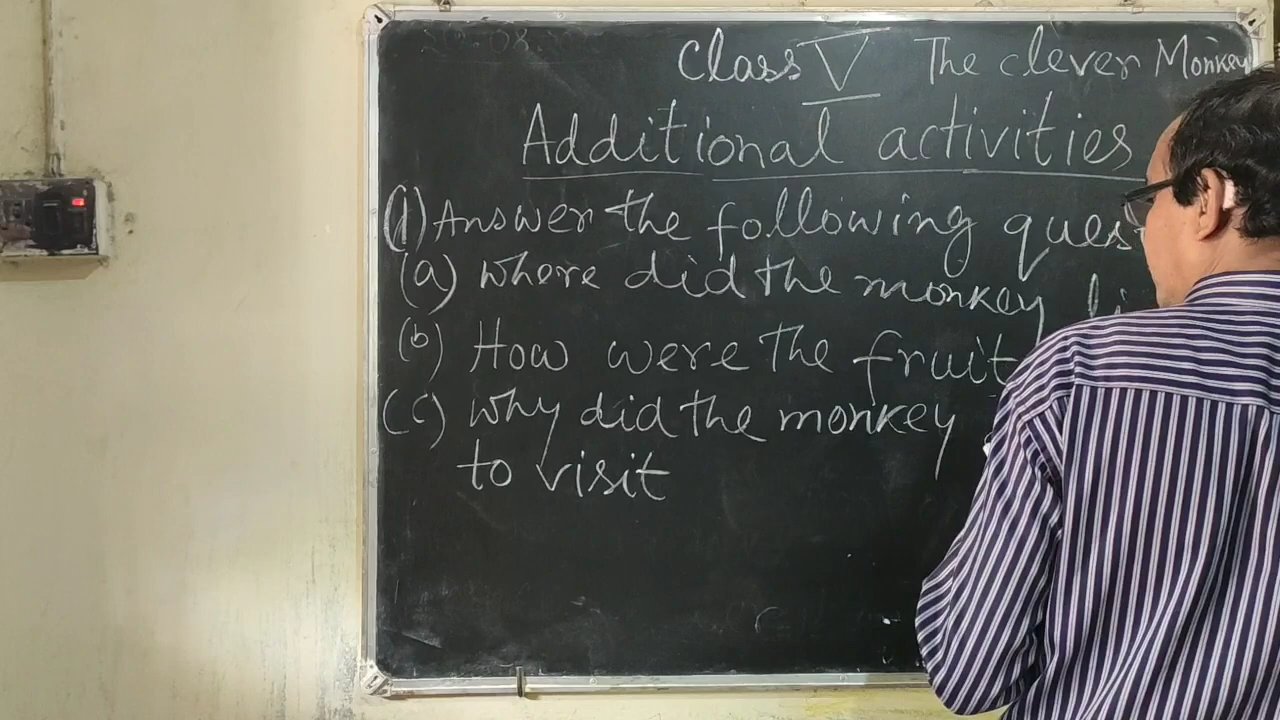 Class V The clever Monkey
Additional activities
(1) Answer the following ques
(a) where did the monkey li
(b) How were the fruit
(c) why did the monkey
to visit